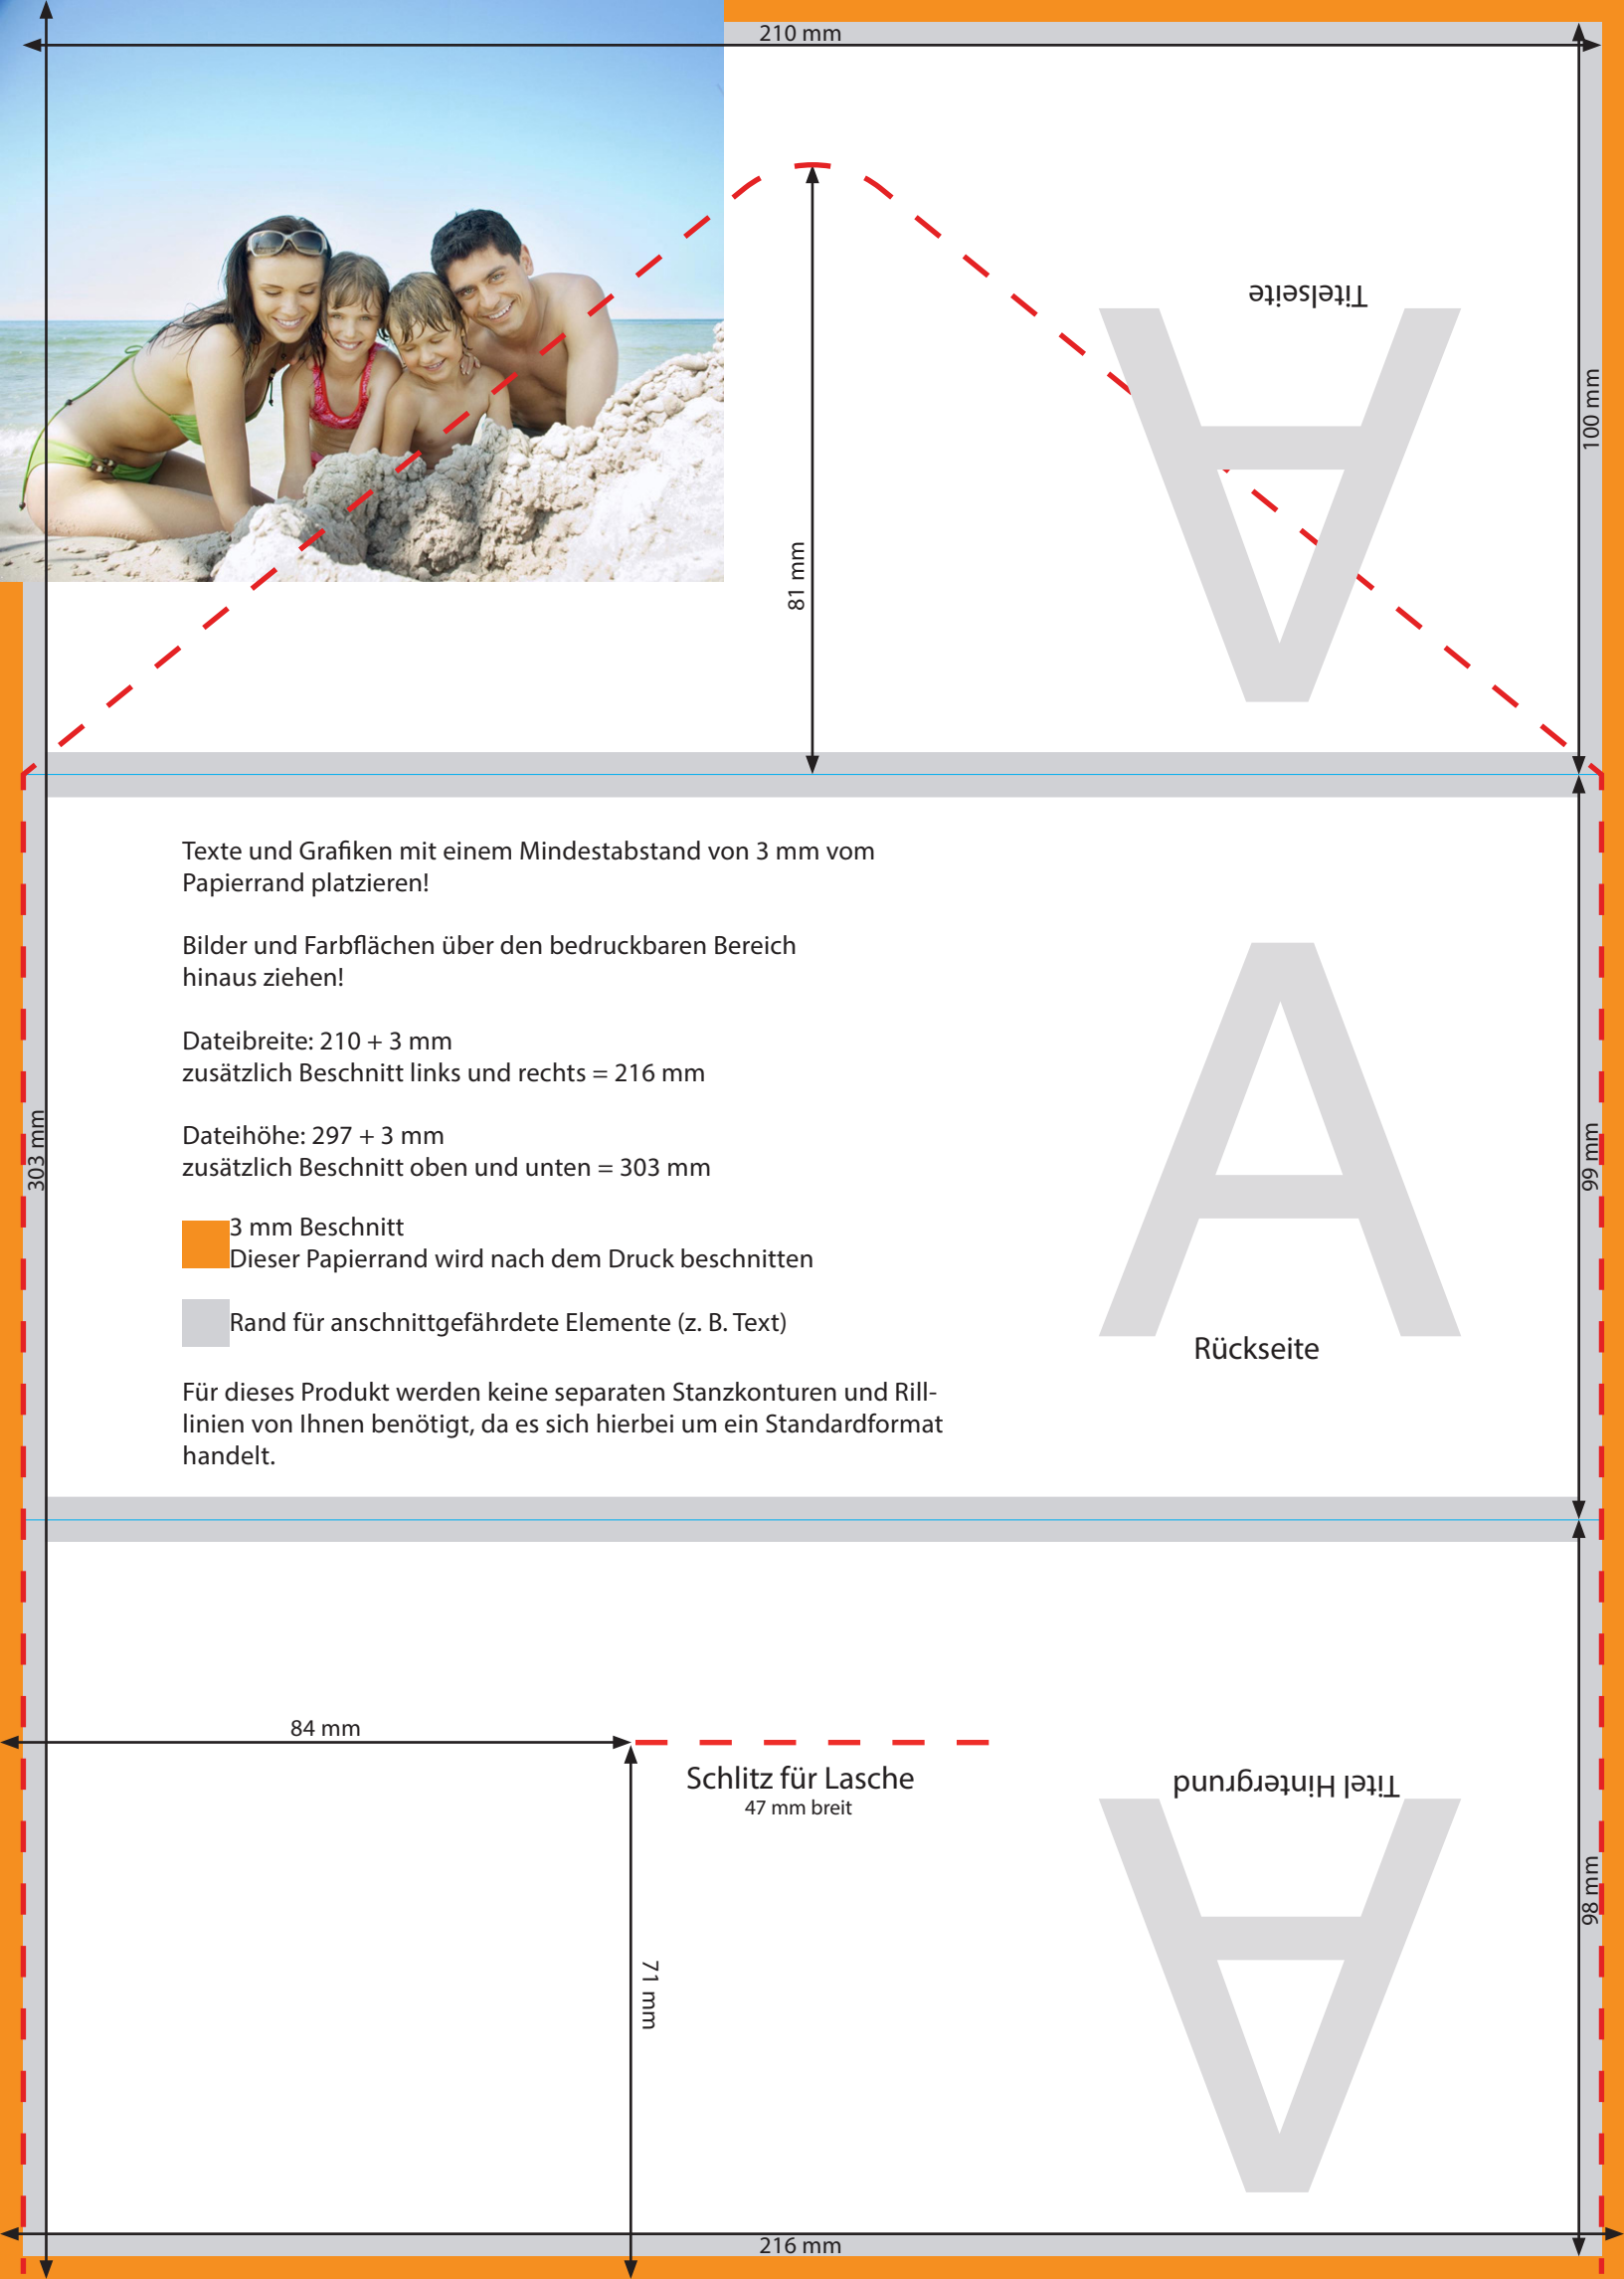 210 mm
Titelseite
100 mm
81 mm
Texte und Grafiken mit einem Mindestabstand von 3 mm vom
Papierrand platzieren!
Bilder und Farbflächen über den bedruckbaren Bereich
hinaus ziehen!
Dateibreite: 210 + 3 mm
zusätzlich Beschnitt links und rechts = 216 mm
Dateihöhe: 297 + 3 mm
zusätzlich Beschnitt oben und unten = 303 mm
3 mm Beschnitt
Dieser Papierrand wird nach dem Druck beschnitten
Rand für anschnittgefährdete Elemente (z. B. Text)
Für dieses Produkt werden keine separaten Stanzkonturen und Rill-
linien von Ihnen benötigt, da es sich hierbei um ein Standardformat
handelt.
303 mm
A
A
Rückseite
99 mm
84 mm
Schlitz für Lasche
47 mm breit
Titel Hintergrund
A
98 mm
71 mm
216 mm